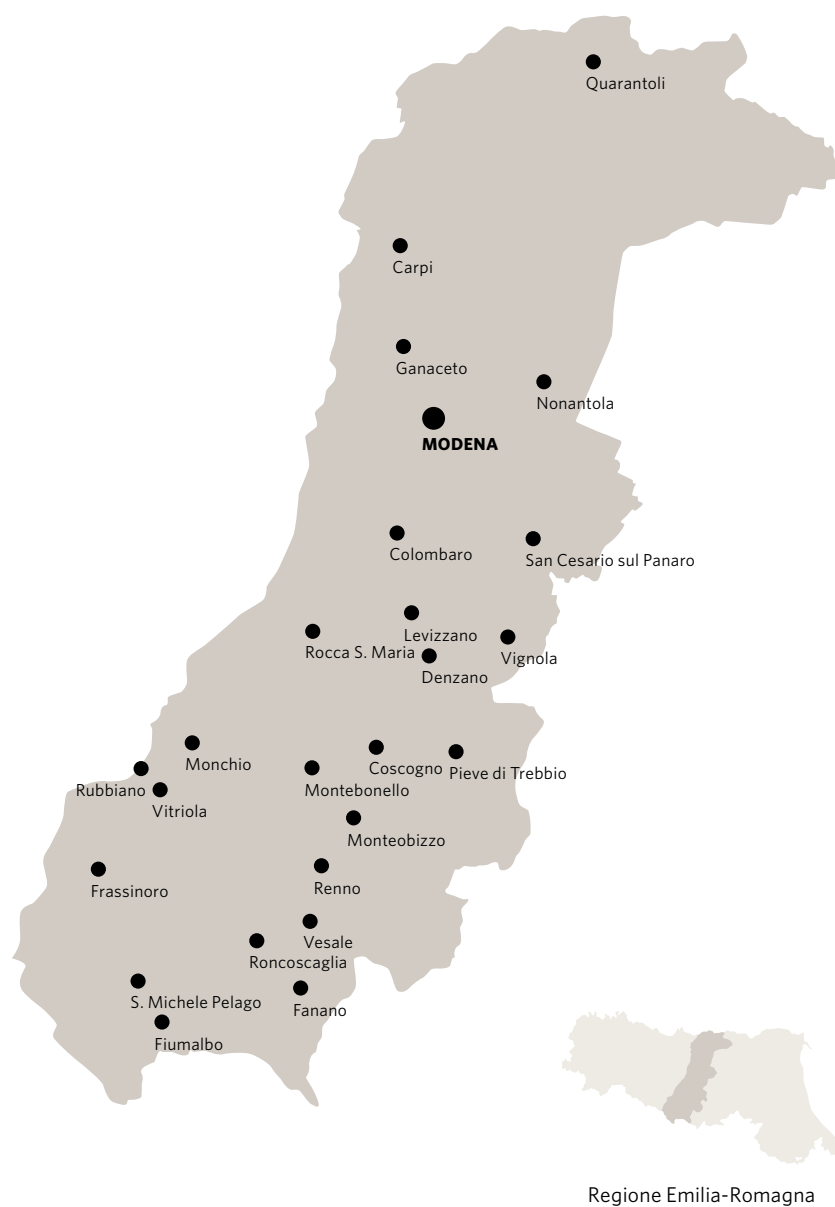 Quarantoli
Carpi
Ganaceto
Nonantola
MODENA
Colombaro
San Cesario sul Panaro
Levizzano
Rocca S. Maria
Vignola
Denzano
Monchio
Coscogno
Pieve di Trebbio
Rubbiano
Montebonello
Vitriola
Monteobizzo
Frassinoro
Renno
Vesale
Roncoscaglia
S. Michele Pelago
Fanano
Fiumalbo
Regione Emilia-Romagna